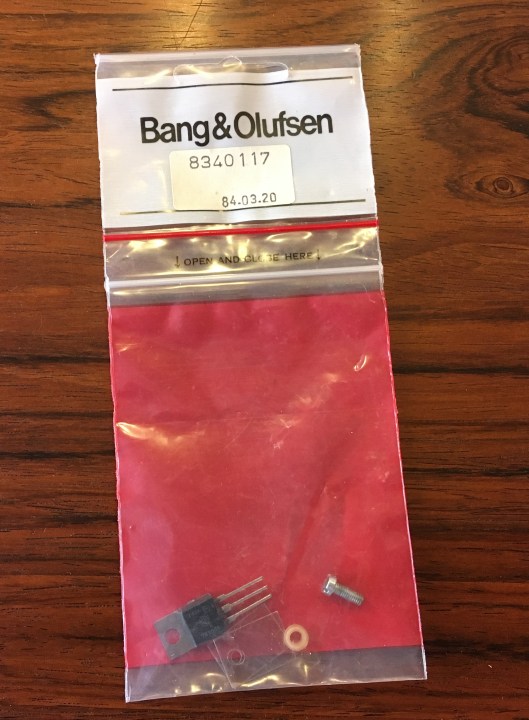 Bang & Olufsen
8340117
84.03.20
↓ OPEN AND CLOSE HERE ↓